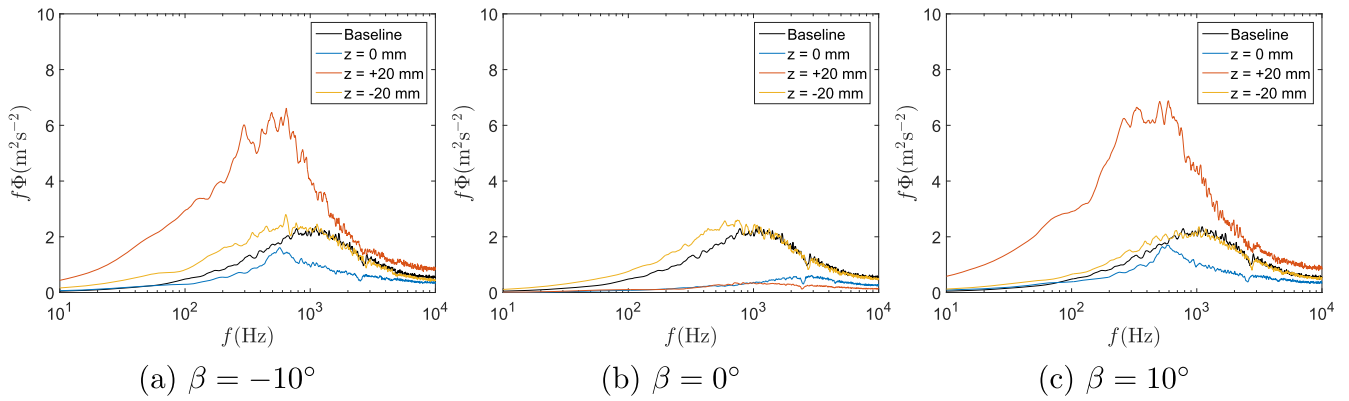 10
8
6
4
2
0
fΦ(m²s⁻²)
10¹ 10² 10³ 10⁴
f(Hz)
Baseline
z = 0 mm
z = +20 mm
z = -20 mm
(a) β = −10°
10
8
6
4
2
0
fΦ(m²s⁻²)
10¹ 10² 10³ 10⁴
f(Hz)
Baseline
z = 0 mm
z = +20 mm
z = -20 mm
(b) β = 0°
10
8
6
4
2
0
fΦ(m²s⁻²)
10¹ 10² 10³ 10⁴
f(Hz)
Baseline
z = 0 mm
z = +20 mm
z = -20 mm
(c) β = 10°